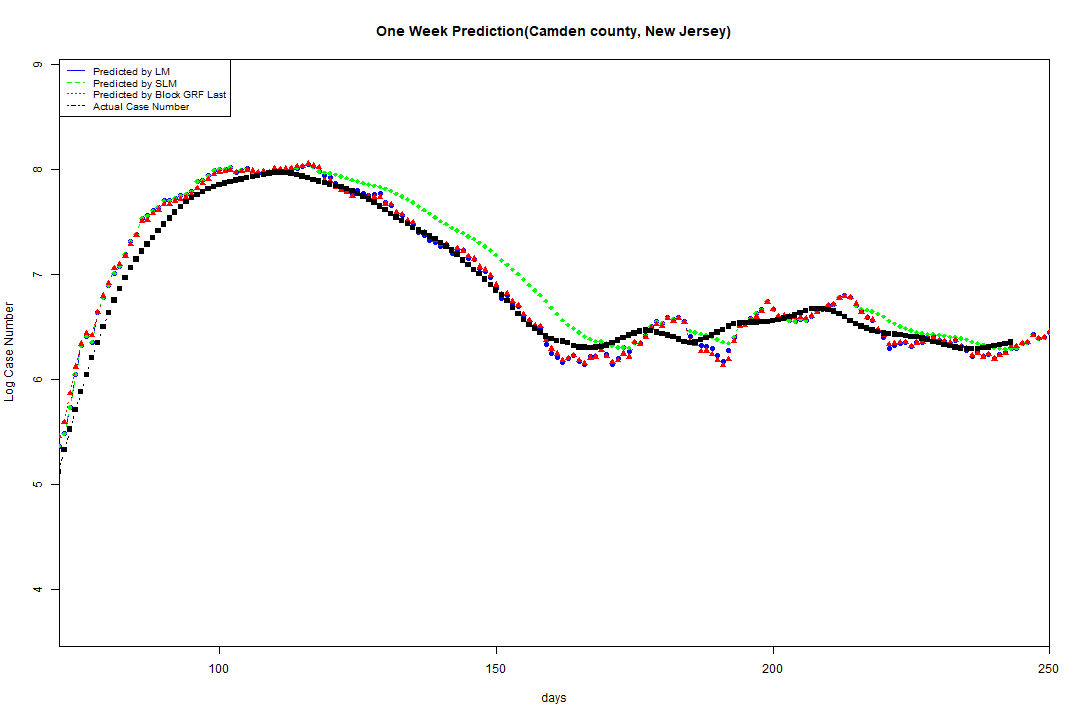 One Week Prediction(Camden county, New Jersey)
Predicted by LM
Predicted by SLM
Predicted by Block GRF Last
Actual Case Number
9
8
7
6
5
4
Log Case Number
100 150 200 250
days